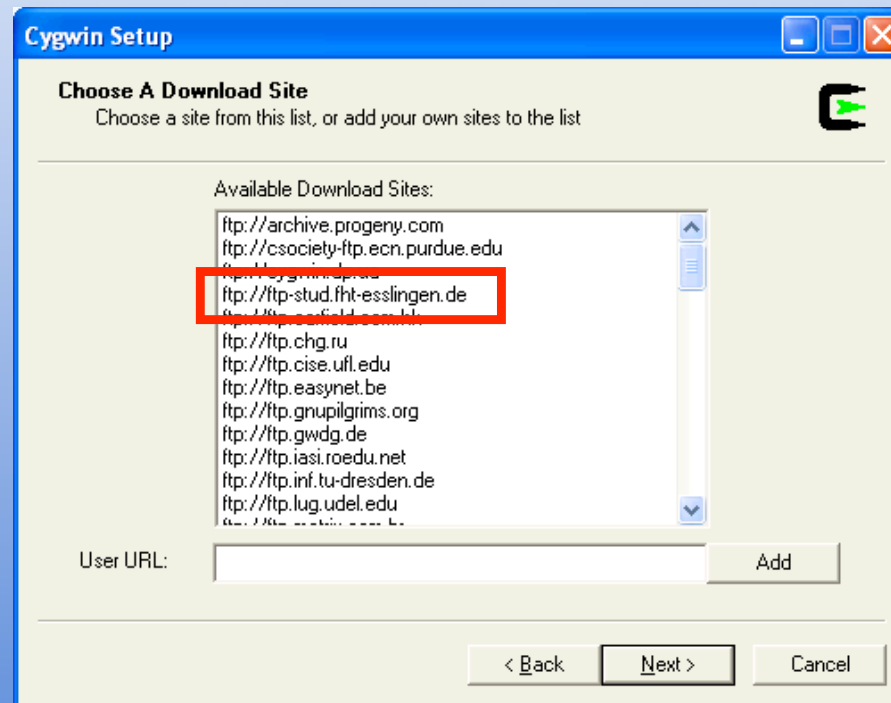 Cygwin Setup
Choose A Download Site
Choose a site from this list, or add your own sites to the list
Available Download Sites:
ftp://archive.progeny.com
ftp://csociety-ftp.ecn.purdue.edu
ftp://ftp-stud.fht-esslingen.de
ftp://ftp.chg.ru
ftp://ftp.cise.ufl.edu
ftp://ftp.easynet.be
ftp://ftp.gnupilgrims.org
ftp://ftp.gwdg.de
ftp://ftp.iasi.roedu.net
ftp://ftp.inf.tu-dresden.de
ftp://ftp.lug.udel.edu
User URL:
Add
< Back
Next >
Cancel